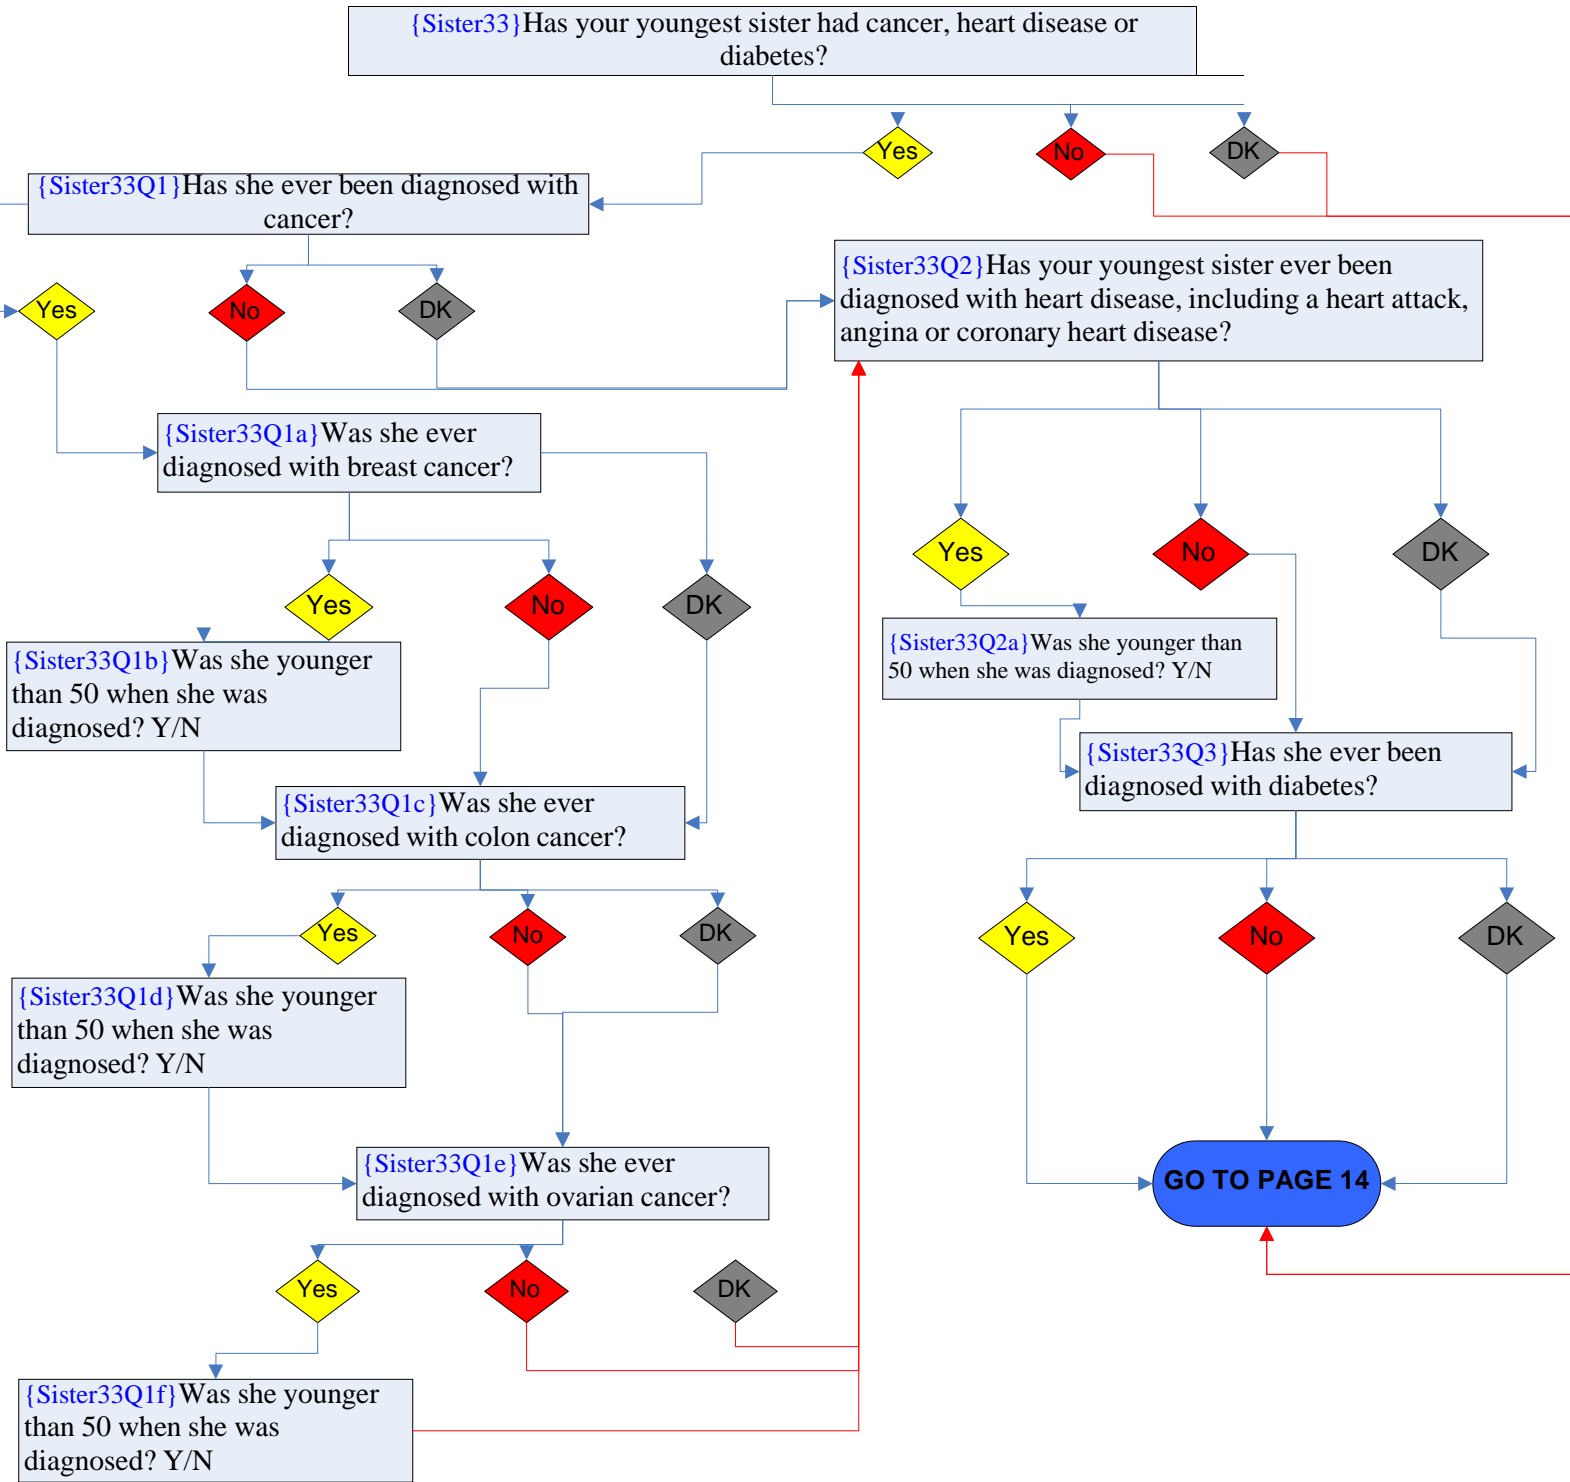 {Sister33}Has your youngest sister had cancer, heart disease or
diabetes?
Yes
No
DK
{Sister33Q1}Has she ever been diagnosed with
cancer?
Yes
No
DK
{Sister33Q1a}Was she ever
diagnosed with breast cancer?
Yes
No
DK
{Sister33Q1b}Was she younger
than 50 when she was
diagnosed? Y/N
{Sister33Q1c}Was she ever
diagnosed with colon cancer?
Yes
No
DK
{Sister33Q1d}Was she younger
than 50 when she was
diagnosed? Y/N
{Sister33Q1e}Was she ever
diagnosed with ovarian cancer?
Yes
No
DK
{Sister33Q1f}Was she younger
than 50 when she was
diagnosed? Y/N
{Sister33Q2}Has your youngest sister ever been
diagnosed with heart disease, including a heart attack,
angina or coronary heart disease?
Yes
No
DK
{Sister33Q2a}Was she younger than
50 when she was diagnosed? Y/N
{Sister33Q3}Has she ever been
diagnosed with diabetes?
Yes
No
DK
GO TO PAGE 14